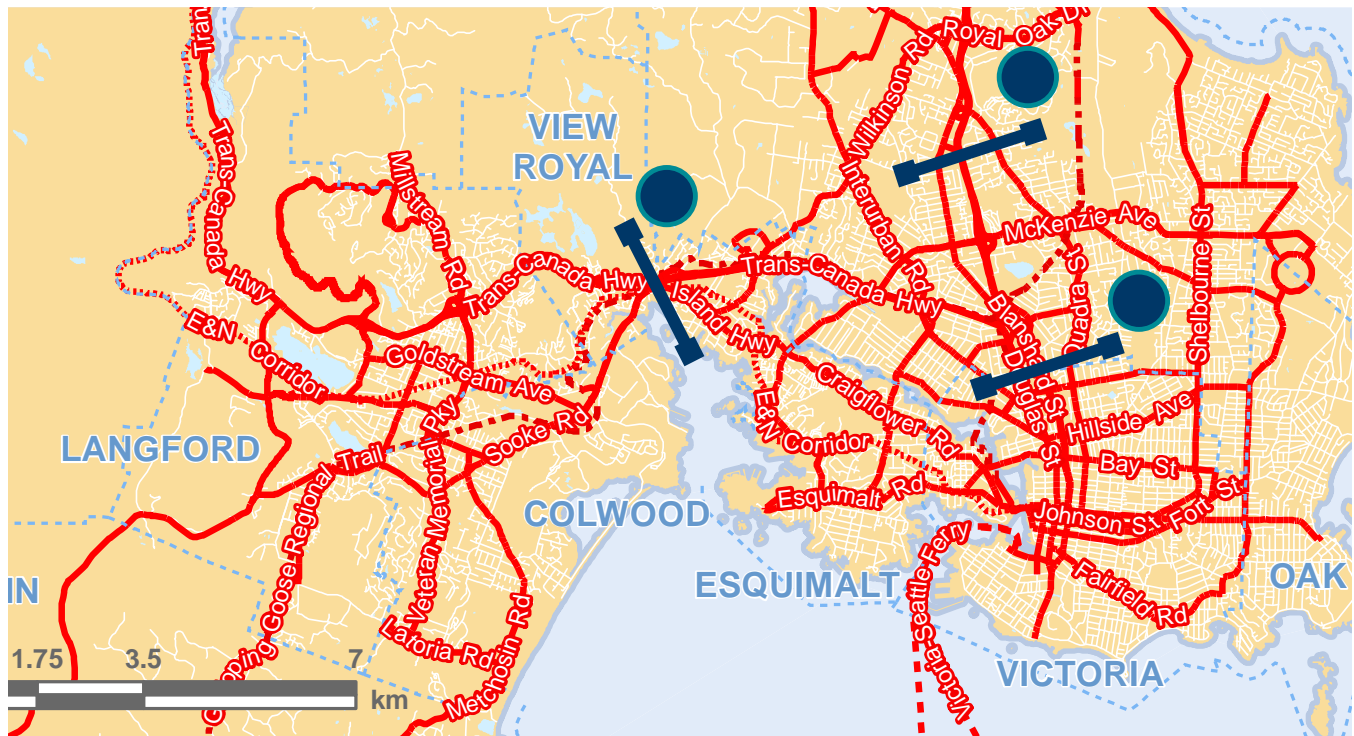 Tran
Royal Oak Dr
Wilkinson Rd
VIEW
ROYAL
Trans-Canada Hwy
Millstream Rd
Interurban Rd
McKenzie Ave
Shelbourne St
Trans-Canada Hwy
Trans-Canada Hwy
Island Hwy
Quadra St
Blanshard St
Douglas St
E&N Corridor
Goldstream Ave
Craigflower Rd
E&N Corridor
Hillside Ave
LANGFORD
Sooke Rd
Veteran Memorial Pky
Bay St
Galloping Goose Regional Trail
Esquimalt Rd
COLWOOD
Johnson St
Fort St
Victoria-Seattle Ferry
ESQUIMALT
Fairfield Rd
OAK
IN
Latoria Rd
Metchosin Rd
VICTORIA
1.75 3.5 7
km